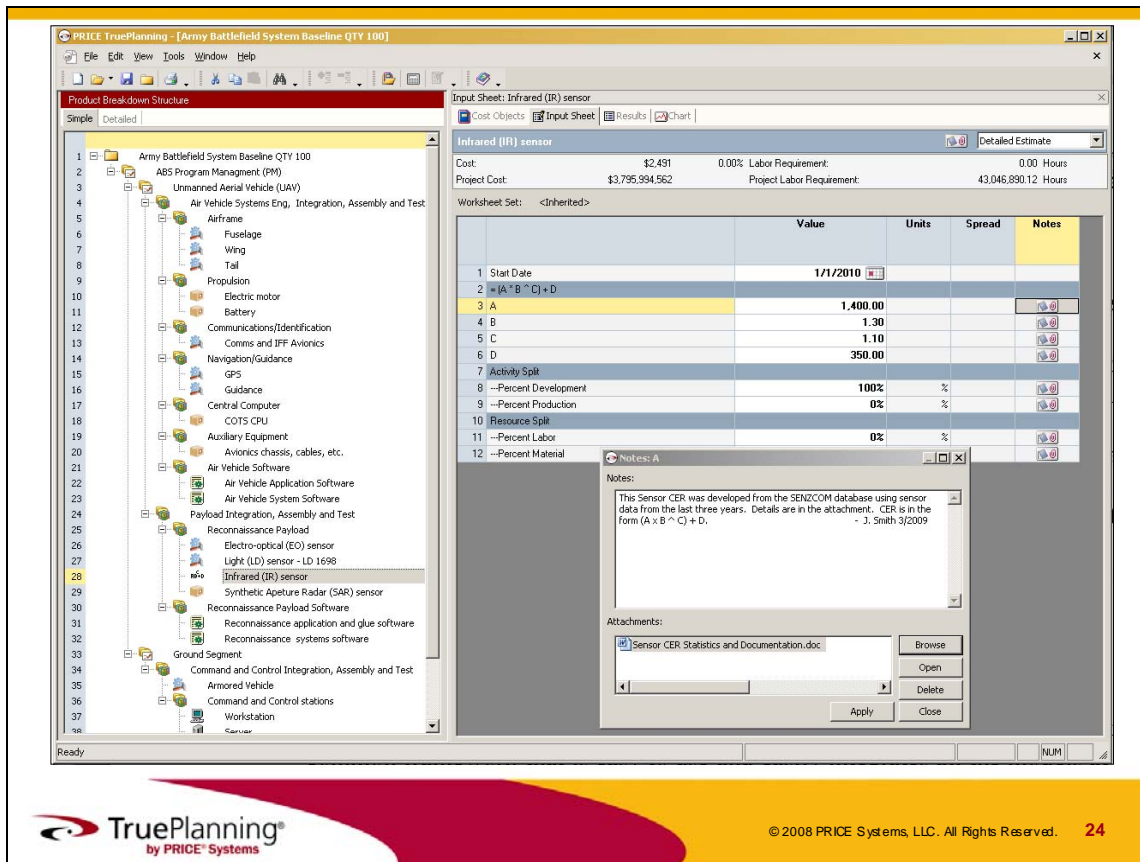 PRICE TruePlanning - [Army Battlefield System Baseline QTY 100]
File Edit View Tools Window Help
Product Breakdown Structure
Simple Detailed
1 Army Battlefield System Baseline QTY 100
2 ABS Program Managment (PM)
3 Unmanned Aerial Vehicle (UAV)
4 Air Vehicle Systems Eng, Integration, Assembly and Test
5 Airframe
6 Fuselage
7 Wing
8 Tail
9 Propulsion
10 Electric motor
11 Battery
12 Communications/Identification
13 Comms and IFF Avionics
14 Navigation/Guidance
15 GPS
16 Guidance
17 Central Computer
18 COTS CPU
19 Auxiliary Equipment
20 Avionics chassis, cables, etc.
21 Air Vehicle Software
22 Air Vehicle Application Software
23 Air Vehicle System Software
24 Payload Integration, Assembly and Test
25 Reconnaissance Payload
26 Electro-optical (EO) sensor
27 Light (LD) sensor - LD 1698
28 Infrared (IR) sensor
29 Synthetic Apeture Radar (SAR) sensor
30 Reconnaissance Payload Software
31 Reconnaissance application and glue software
32 Reconnaissance systems software
33 Ground Segment
34 Command and Control Integration, Assembly and Test
35 Armored Vehicle
36 Command and Control stations
37 Workstation
38 Server
Input Sheet: Infrared (IR) sensor
Cost Objects Input Sheet Results Chart
Infrared (IR) sensor Detailed Estimate
Cost: $2,491 0.00% Labor Requirement: 0.00 Hours
Project Cost: $3,795,994,562 Project Labor Requirement: 43,046,890.12 Hours
Worksheet Set: <Inherited>
Value Units Spread Notes
1 Start Date 1/1/2010
2 = (A * B ^ C) + D
3 A 1,400.00
4 B 1.30
5 C 1.10
6 D 350.00
7 Activity Split
8 ---Percent Development 100% %
9 ---Percent Production 0% %
10 Resource Split
11 ---Percent Labor 0% %
12 ---Percent Material
Notes: A
Notes:
This Sensor CER was developed from the SENZCOM database using sensor
data from the last three years. Details are in the attachment. CER is in the
form (A x B ^ C) + D. - J. Smith 3/2009
Attachments:
Sensor CER Statistics and Documentation.doc
Browse
Open
Delete
Apply Close
Ready NUM
TruePlanning®
by PRICE® Systems
© 2008 PRICE Systems, LLC. All Rights Reserved. 24